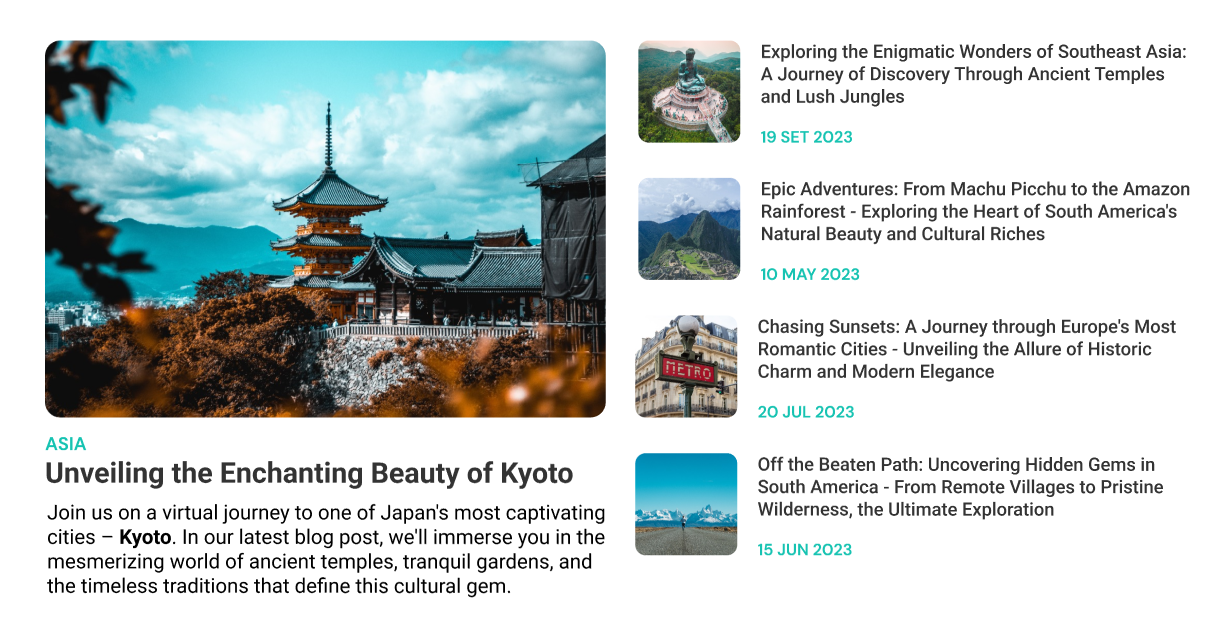 ASIA
Unveiling the Enchanting Beauty of Kyoto
Join us on a virtual journey to one of Japan's most captivating
cities – Kyoto. In our latest blog post, we'll immerse you in the
mesmerizing world of ancient temples, tranquil gardens, and
the timeless traditions that define this cultural gem.
Exploring the Enigmatic Wonders of Southeast Asia:
A Journey of Discovery Through Ancient Temples
and Lush Jungles
19 SET 2023
Epic Adventures: From Machu Picchu to the Amazon
Rainforest - Exploring the Heart of South America's
Natural Beauty and Cultural Riches
10 MAY 2023
METRO
Chasing Sunsets: A Journey through Europe's Most
Romantic Cities - Unveiling the Allure of Historic
Charm and Modern Elegance
20 JUL 2023
Off the Beaten Path: Uncovering Hidden Gems in
South America - From Remote Villages to Pristine
Wilderness, the Ultimate Exploration
15 JUN 2023